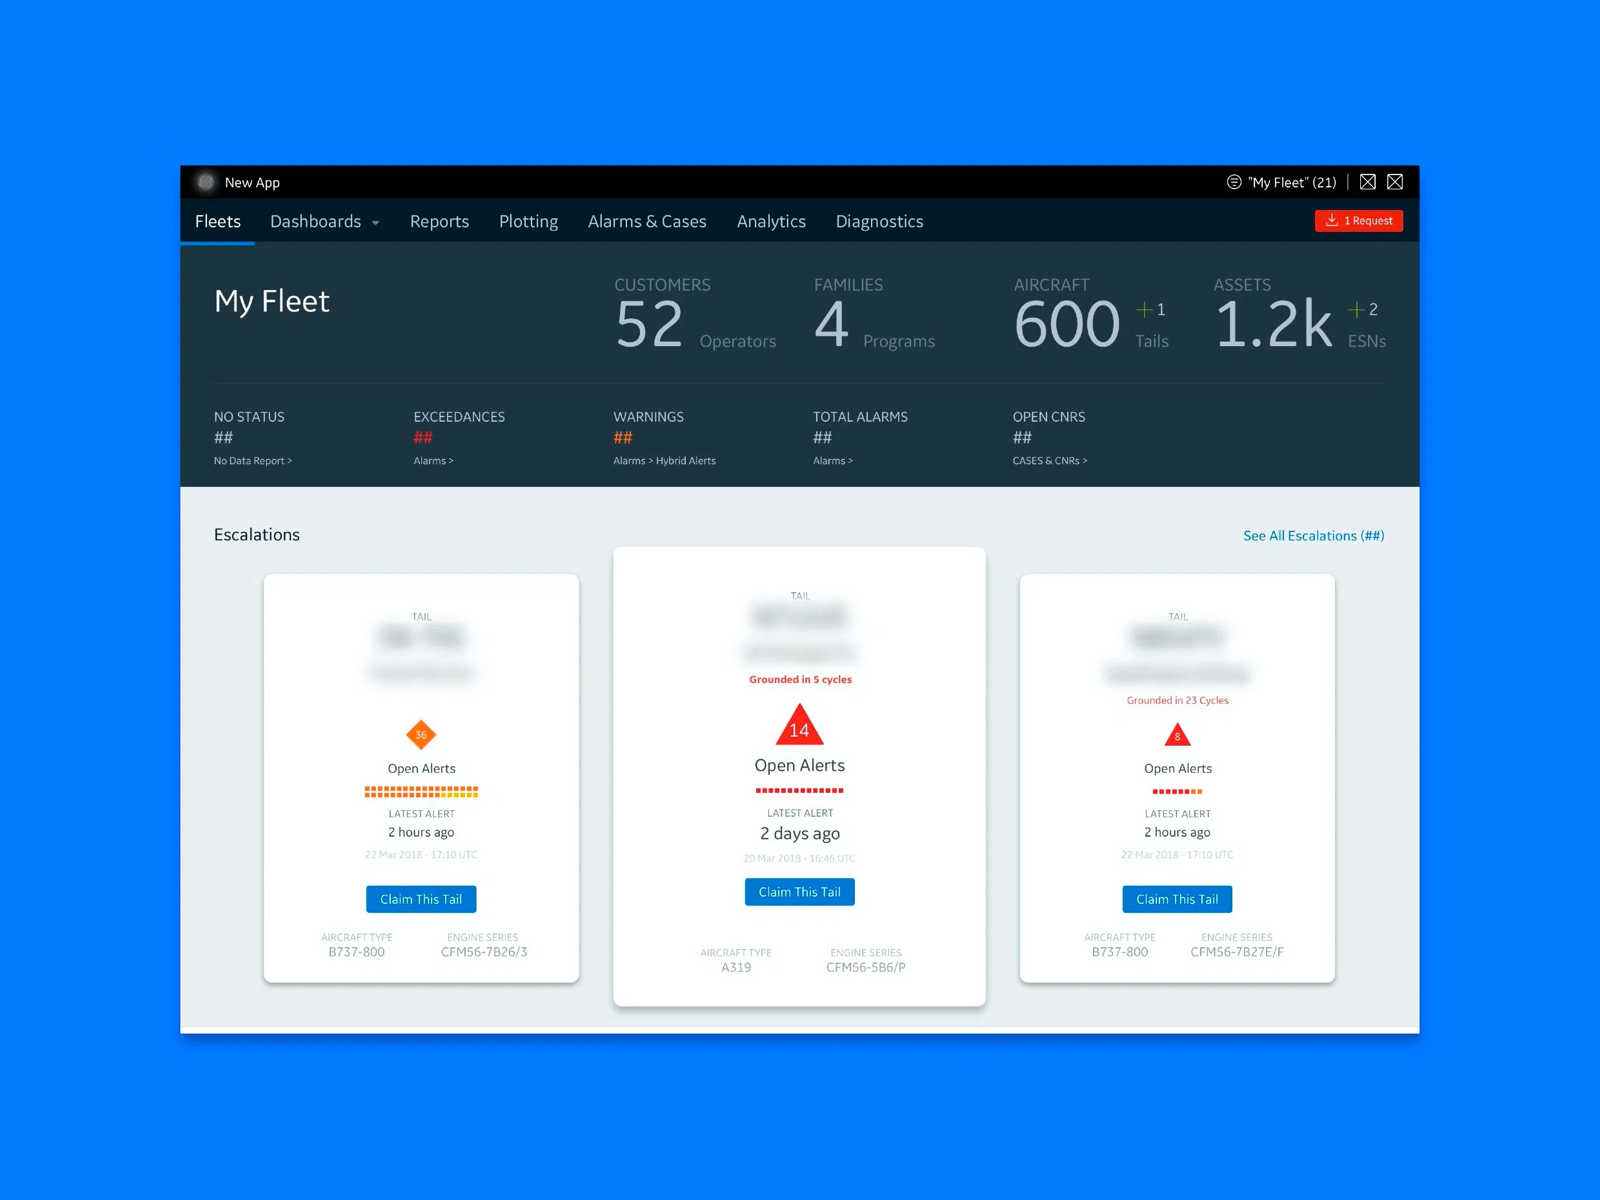 New App
"My Fleet" (21)
Fleets Dashboards Reports Plotting Alarms & Cases Analytics Diagnostics
1 Request
My Fleet
CUSTOMERS
52 Operators
FAMILIES
4 Programs
AIRCRAFT
600 +1 Tails
ASSETS
1.2k +2 ESNs
NO STATUS
##
No Data Report >
EXCEEDANCES
##
Alarms >
WARNINGS
##
Alarms > Hybrid Alerts
TOTAL ALARMS
##
Alarms >
OPEN CNRS
##
CASES & CNRs >
Escalations
See All Escalations (##)
TAIL
36
Open Alerts
LATEST ALERT
2 hours ago
22 Mar 2018 - 17:10 UTC
Claim This Tail
AIRCRAFT TYPE
B737-800
ENGINE SERIES
CFM56-7B26/3
TAIL
Grounded in 5 cycles
14
Open Alerts
LATEST ALERT
2 days ago
20 Mar 2018 - 16:46 UTC
Claim This Tail
AIRCRAFT TYPE
A319
ENGINE SERIES
CFM56-5B6/P
TAIL
Grounded in 23 Cycles
8
Open Alerts
LATEST ALERT
2 hours ago
22 Mar 2018 - 17:10 UTC
Claim This Tail
AIRCRAFT TYPE
B737-800
ENGINE SERIES
CFM56-7B27E/F